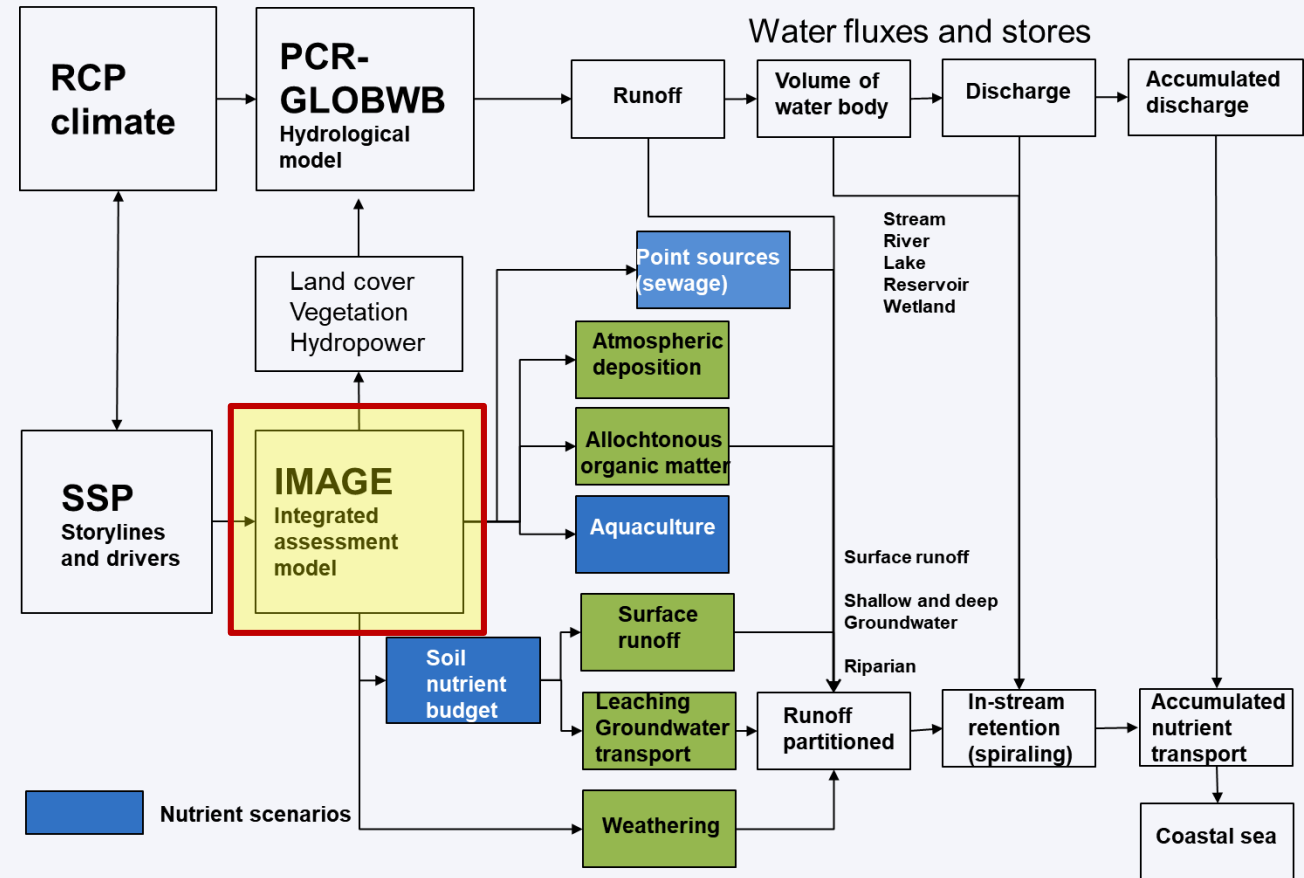 Water fluxes and stores
RCP
climate
PCR-
GLOBWB
Hydrological
model
Runoff
Volume of
water body
Discharge
Accumulated
discharge
Stream
River
Lake
Reservoir
Wetland
Point sources
(sewage)
Land cover
Vegetation
Hydropower
Atmospheric
deposition
Allochtonous
organic matter
SSP
Storylines
and drivers
IMAGE
Integrated
assessment
model
Aquaculture
Surface runoff
Shallow and deep
Groundwater
Riparian
Surface
runoff
Soil
nutrient
budget
Leaching
Groundwater
transport
Runoff
partitioned
In-stream
retention
(spiraling)
Accumulated
nutrient
transport
Nutrient scenarios
Weathering
Coastal sea